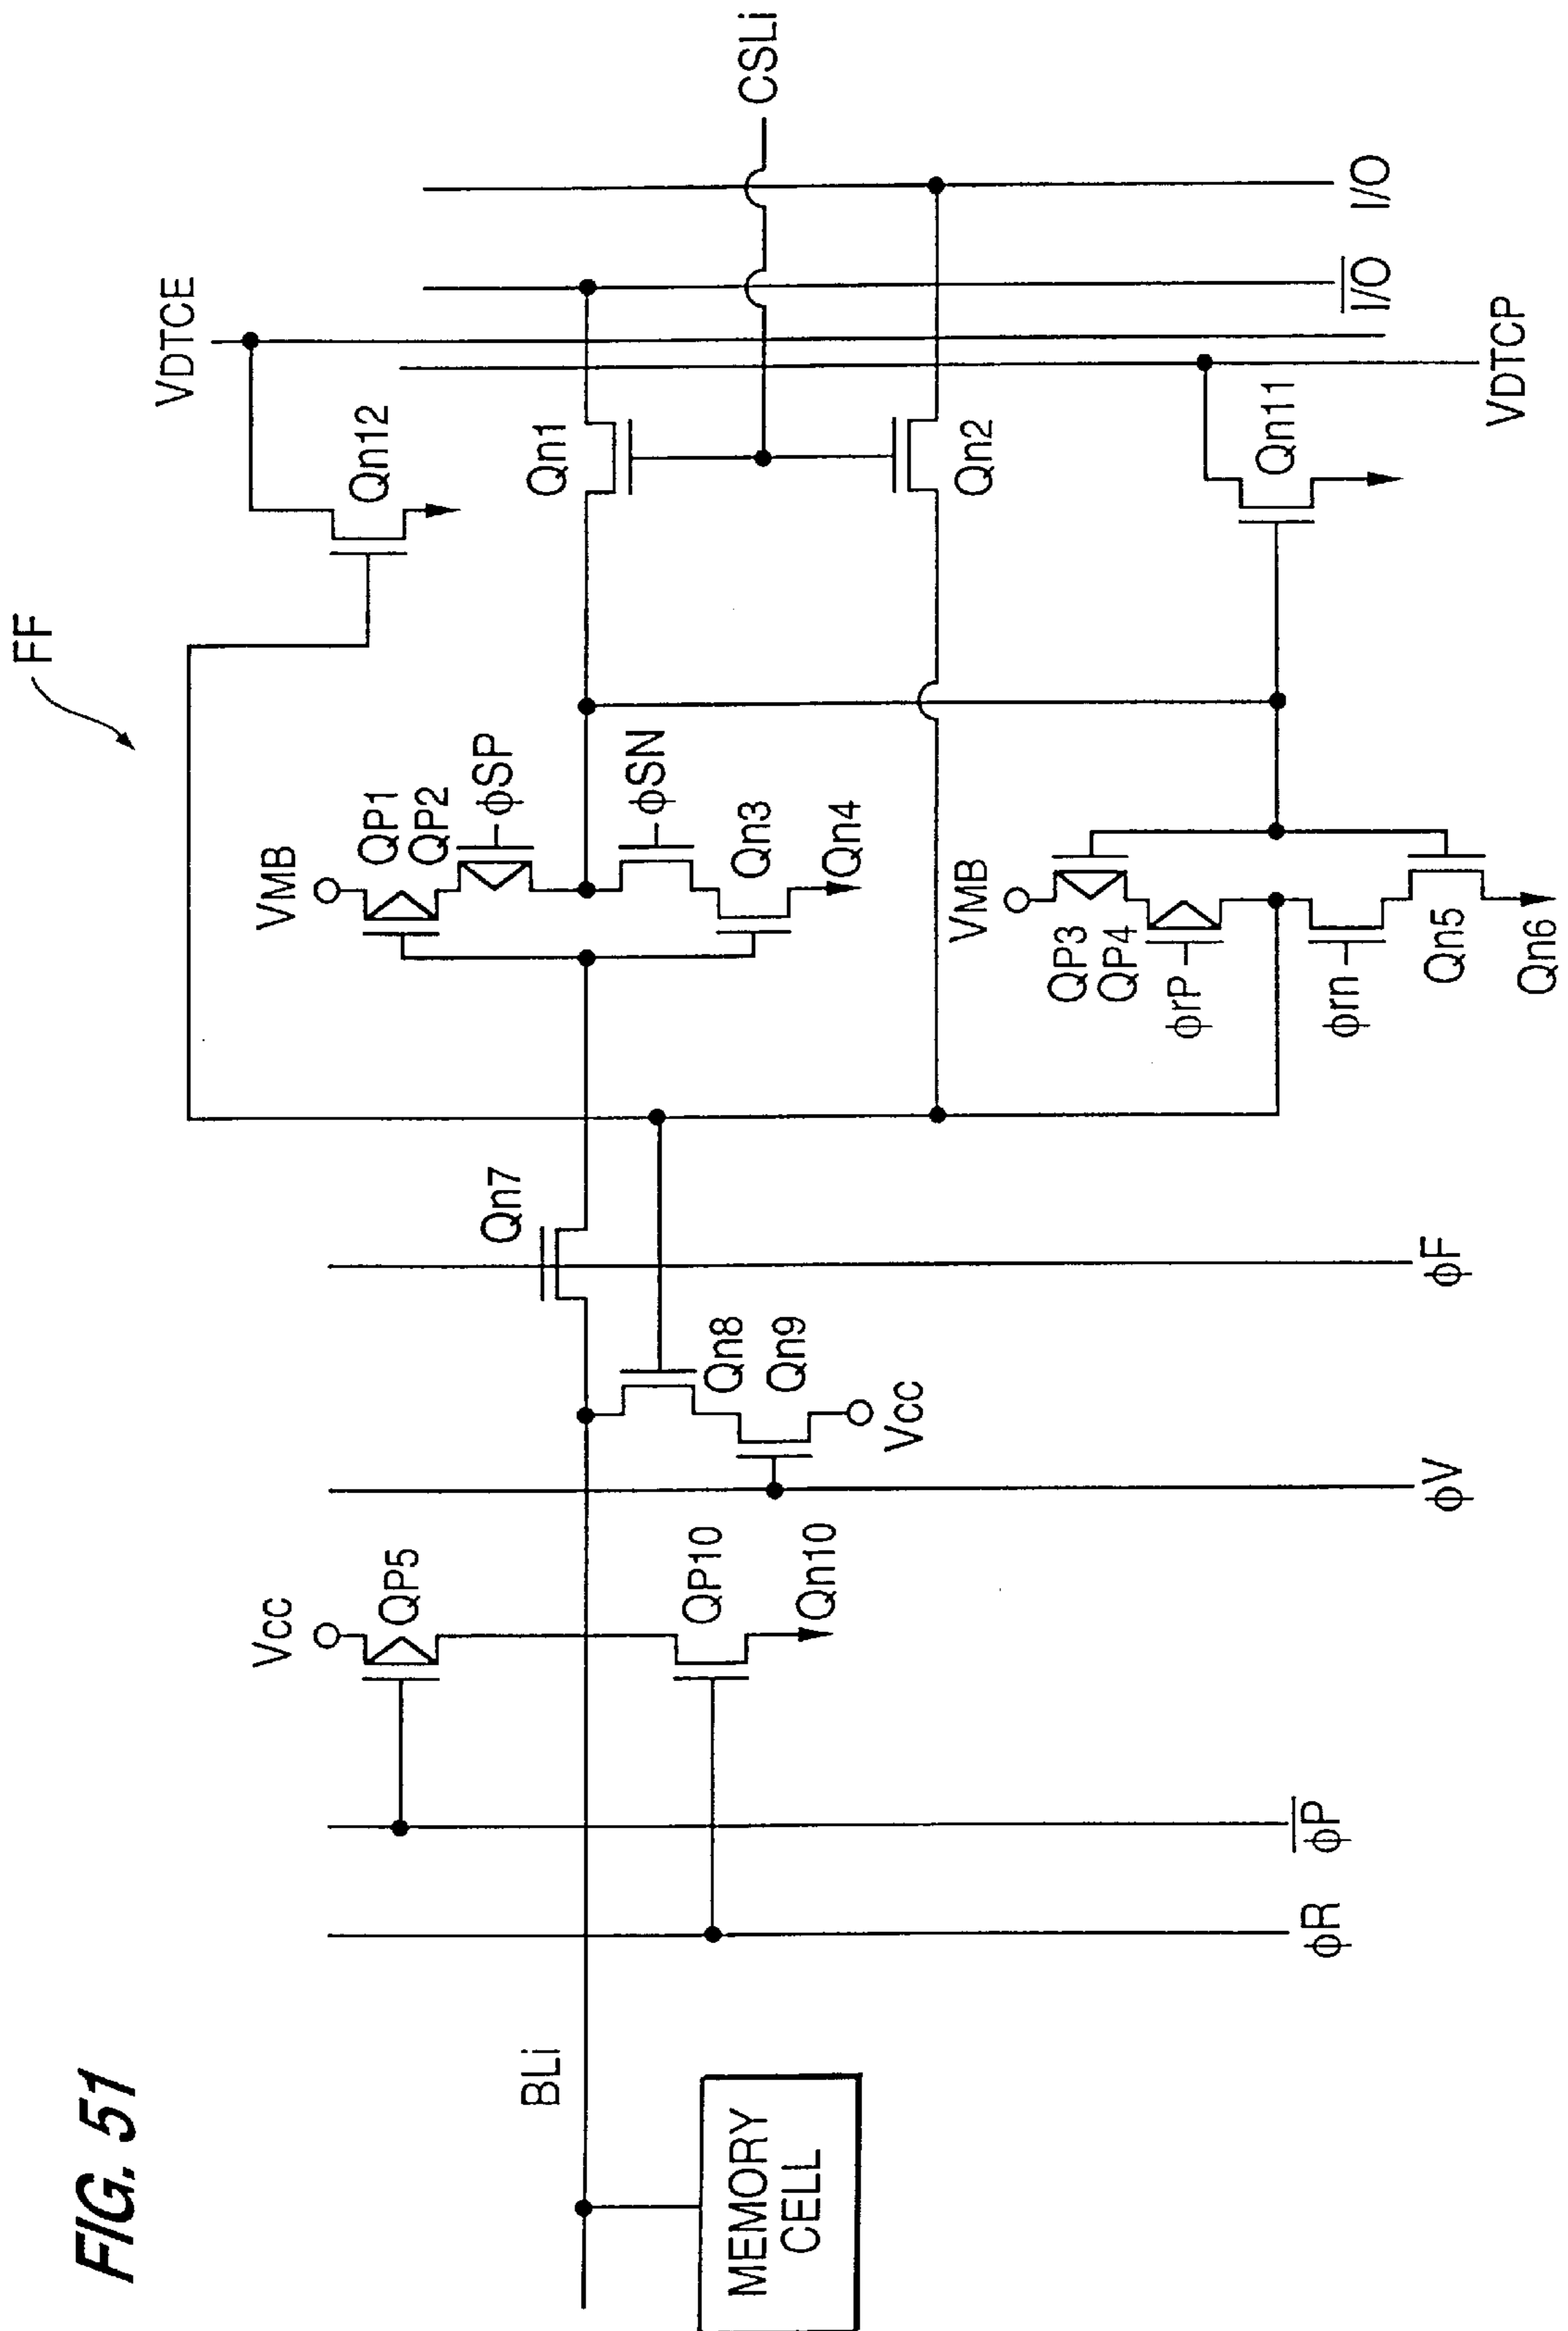 FIG. 51
FF
VDTCE
Qn12
VMB
QP1
QP2
ϕSP
Qn1
CSLi
Vcc
QP5
Qn7
ϕSN
BLi
Qn8
Qn9
Qn3
Qn4
QP10
Qn10
Vcc
Qn2
MEMORY
CELL
VMB
QP3
QP4
ϕrP
ϕrn
Qn5
Qn6
Qn11
ϕR
ϕP
ϕV
ϕF
VDTCP
I/O
I/O